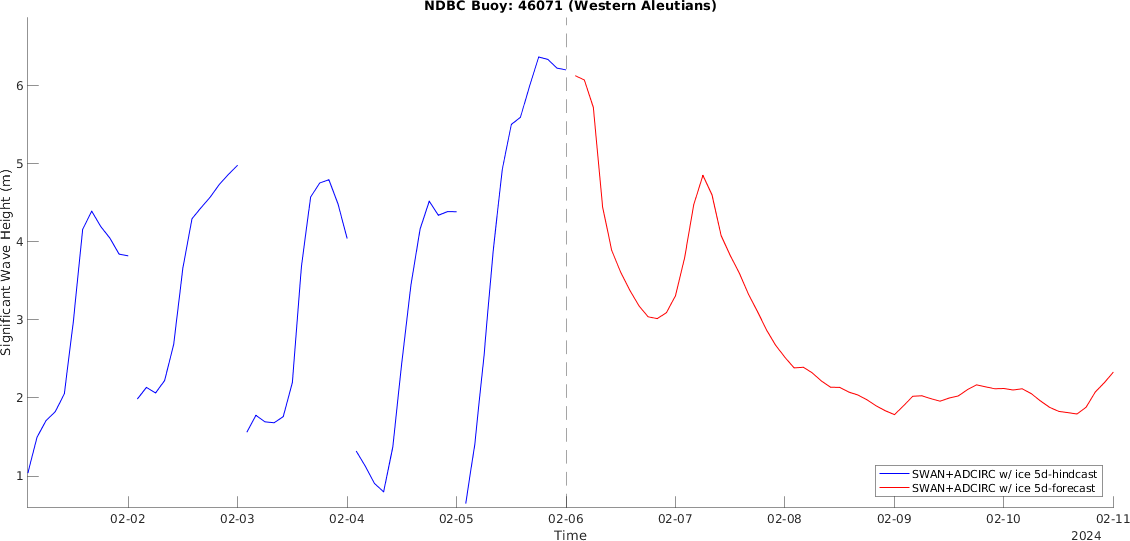 NDBC Buoy: 46071 (Western Aleutians)
Significant Wave Height (m)
6
5
4
3
2
1
SWAN+ADCIRC w/ ice 5d-hindcast
SWAN+ADCIRC w/ ice 5d-forecast
02-02 02-03 02-04 02-05 02-06 02-07 02-08 02-09 02-10 02-11
Time
2024